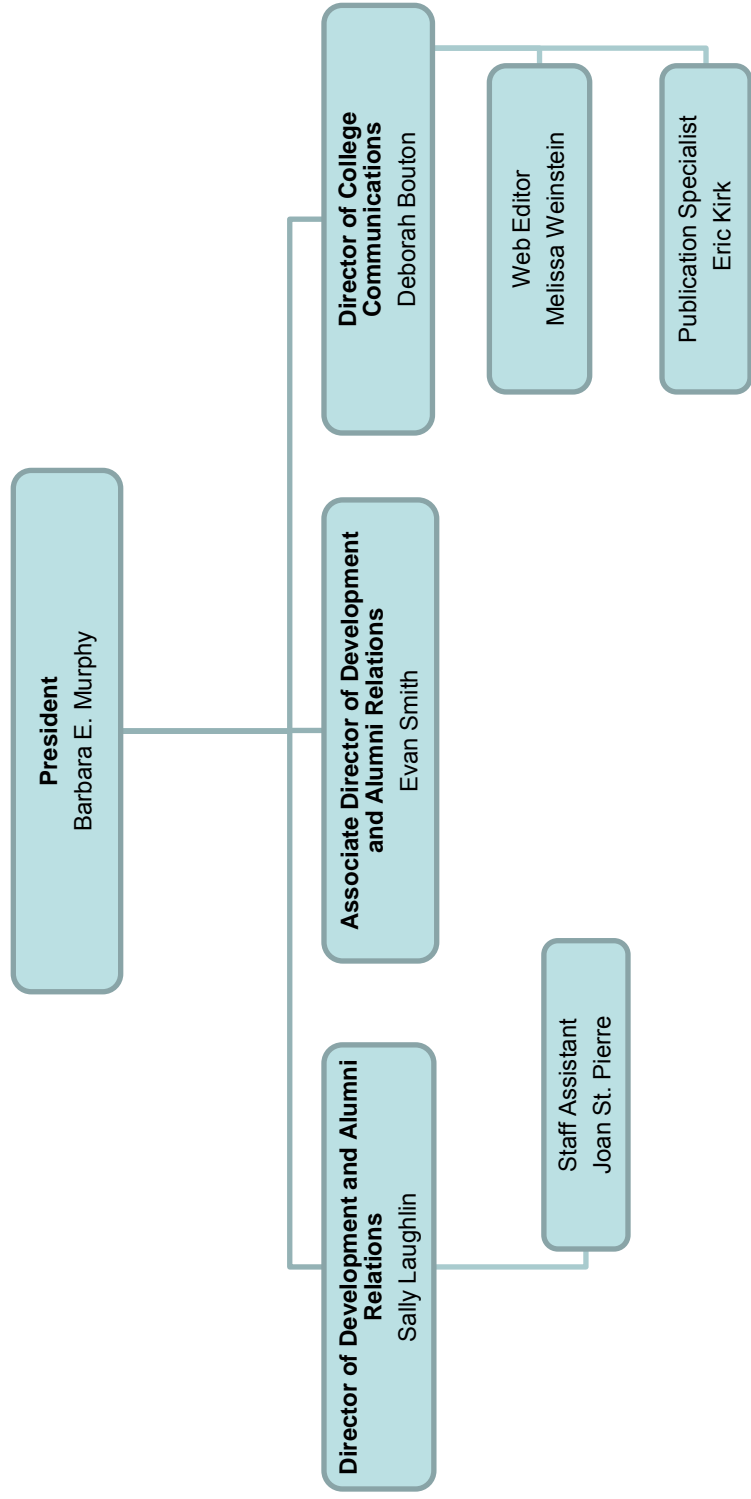 President
Barbara E. Murphy
Director of Development and Alumni
Relations
Sally Laughlin
Staff Assistant
Joan St. Pierre
Associate Director of Development
and Alumni Relations
Evan Smith
Director of College
Communications
Deborah Bouton
Web Editor
Melissa Weinstein
Publication Specialist
Eric Kirk